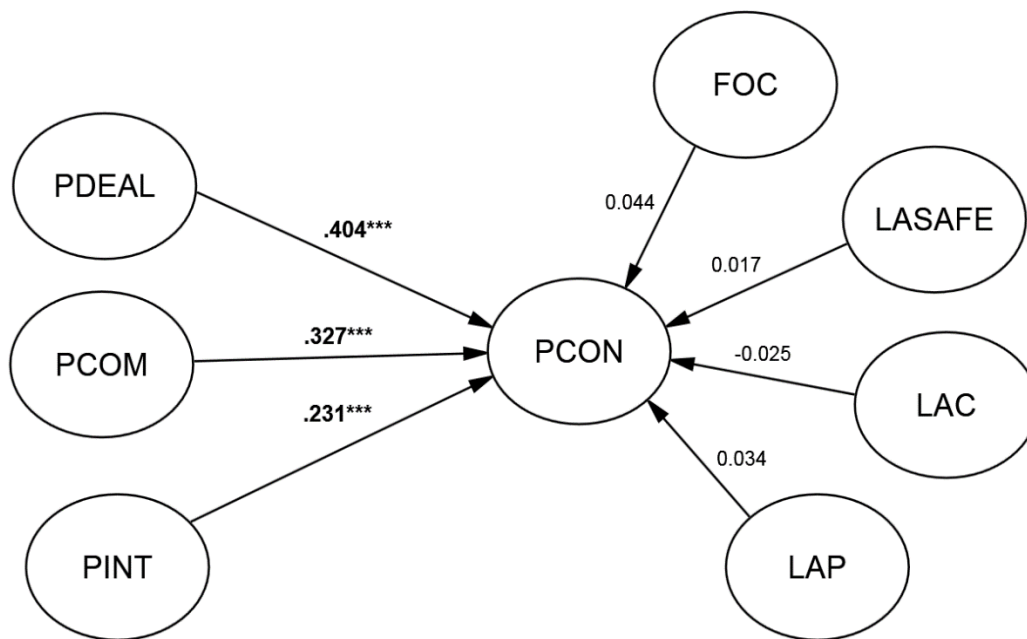 FOC
PDEAL
0.044
LASAFE
.404***
0.017
PCOM
.327***
PCON
-0.025
LAC
.231***
0.034
PINT
LAP